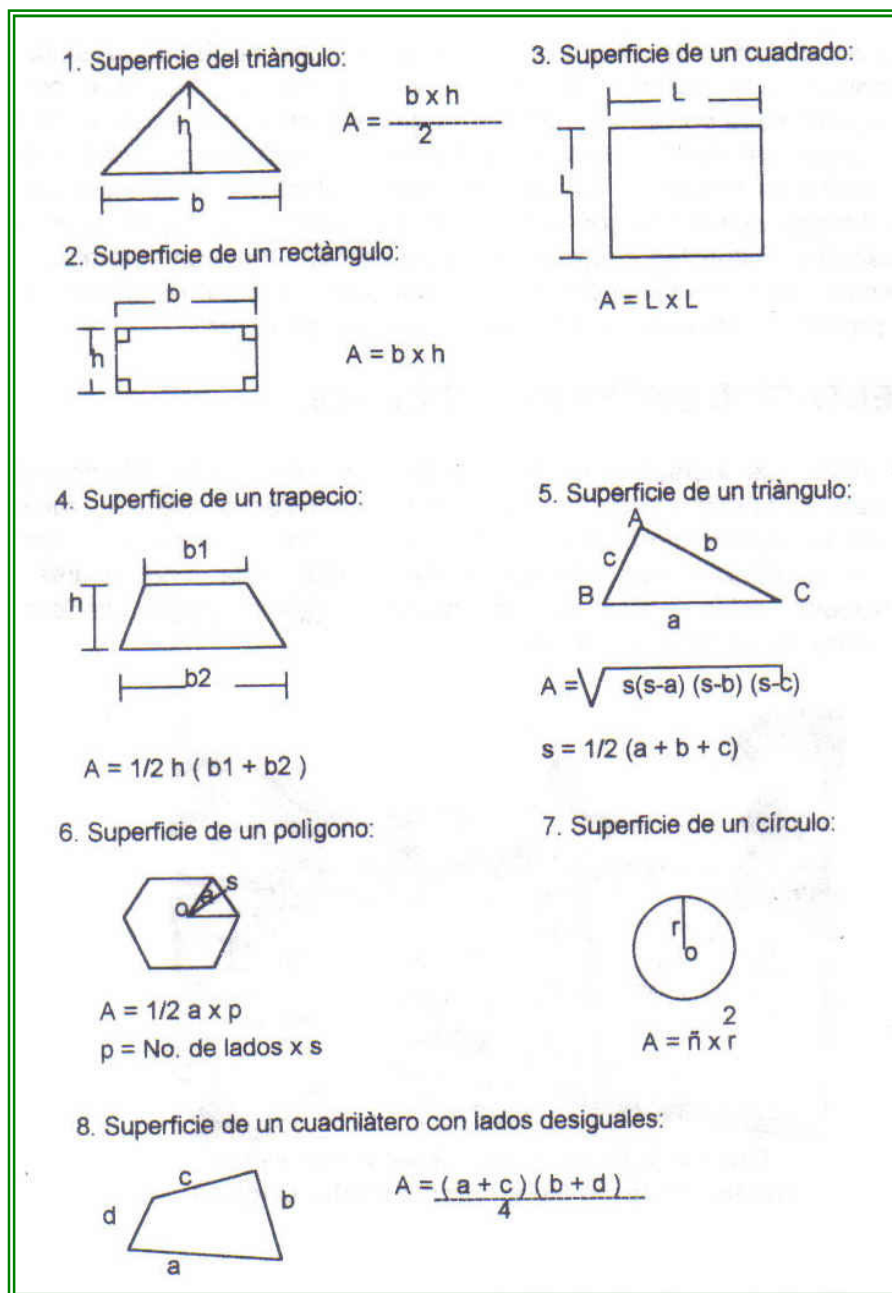 1. Superficie del triàngulo:
h
b
A = b x h
2
3. Superficie de un cuadrado:
L
L
A = L x L
2. Superficie de un rectàngulo:
b
h
A = b x h
4. Superficie de un trapecio:
b1
h
b2
A = 1/2 h ( b1 + b2 )
5. Superficie de un triàngulo:
A
c
b
B
C
a
A = √ s(s-a) (s-b) (s-c)
s = 1/2 (a + b + c)
6. Superficie de un polígono:
o
a
s
A = 1/2 a x p
p = No. de lados x s
7. Superficie de un círculo:
r
o
2
A = ñ x r
8. Superficie de un cuadrilàtero con lados desiguales:
c
d
b
a
A = ( a + c ) ( b + d )
4